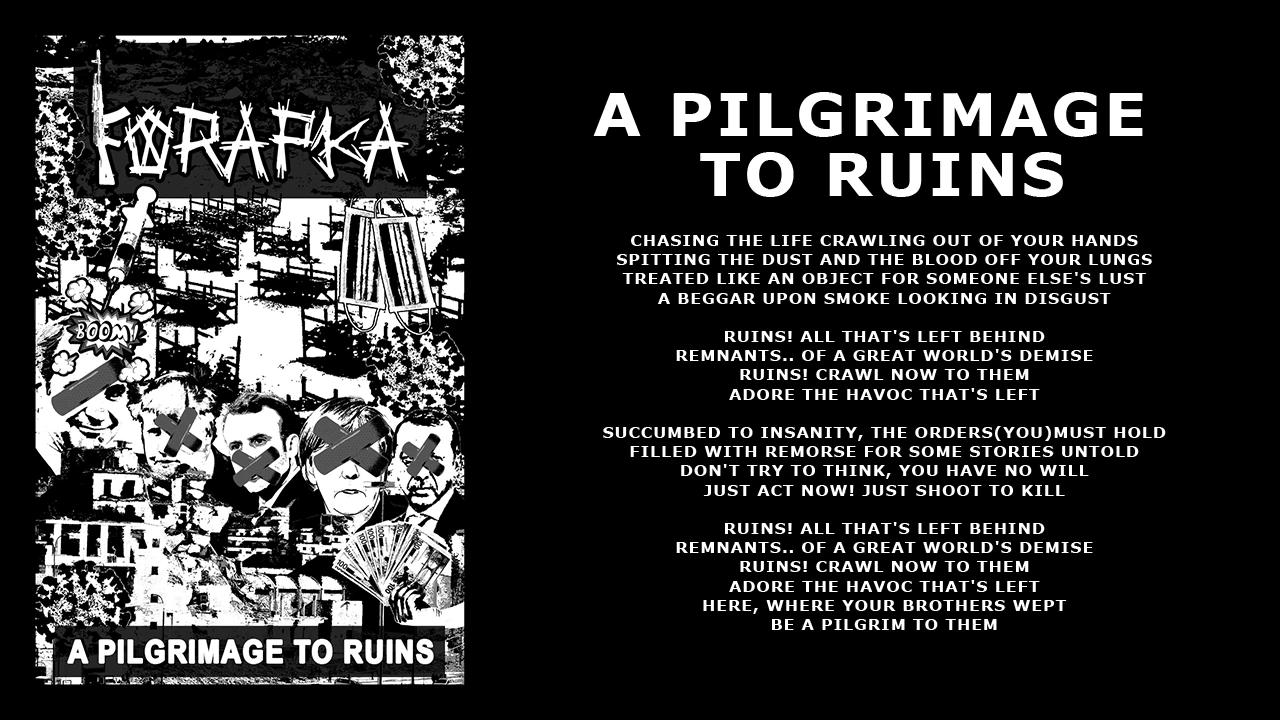 FORAFKA
BOOM!
A PILGRIMAGE TO RUINS
A PILGRIMAGE
TO RUINS
CHASING THE LIFE CRAWLING OUT OF YOUR HANDS
SPITTING THE DUST AND THE BLOOD OFF YOUR LUNGS
TREATED LIKE AN OBJECT FOR SOMEONE ELSE'S LUST
A BEGGAR UPON SMOKE LOOKING IN DISGUST
RUINS! ALL THAT'S LEFT BEHIND
REMNANTS.. OF A GREAT WORLD'S DEMISE
RUINS! CRAWL NOW TO THEM
ADORE THE HAVOC THAT'S LEFT
SUCCUMBED TO INSANITY, THE ORDERS(YOU)MUST HOLD
FILLED WITH REMORSE FOR SOME STORIES UNTOLD
DON'T TRY TO THINK, YOU HAVE NO WILL
JUST ACT NOW! JUST SHOOT TO KILL
RUINS! ALL THAT'S LEFT BEHIND
REMNANTS.. OF A GREAT WORLD'S DEMISE
RUINS! CRAWL NOW TO THEM
ADORE THE HAVOC THAT'S LEFT
HERE, WHERE YOUR BROTHERS WEPT
BE A PILGRIM TO THEM